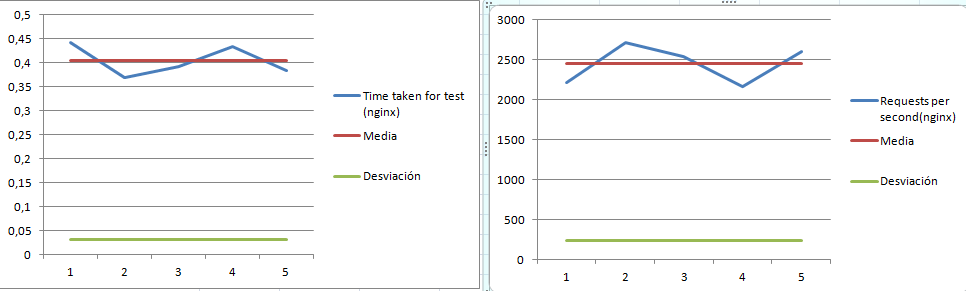 0,5
0,45
0,4
0,35
0,3
0,25
0,2
0,15
0,1
0,05
0
1 2 3 4 5
Time taken for test
(nginx)
Media
Desviación
3000
2500
2000
1500
1000
500
0
1 2 3 4 5
Requests per
second(nginx)
Media
Desviación